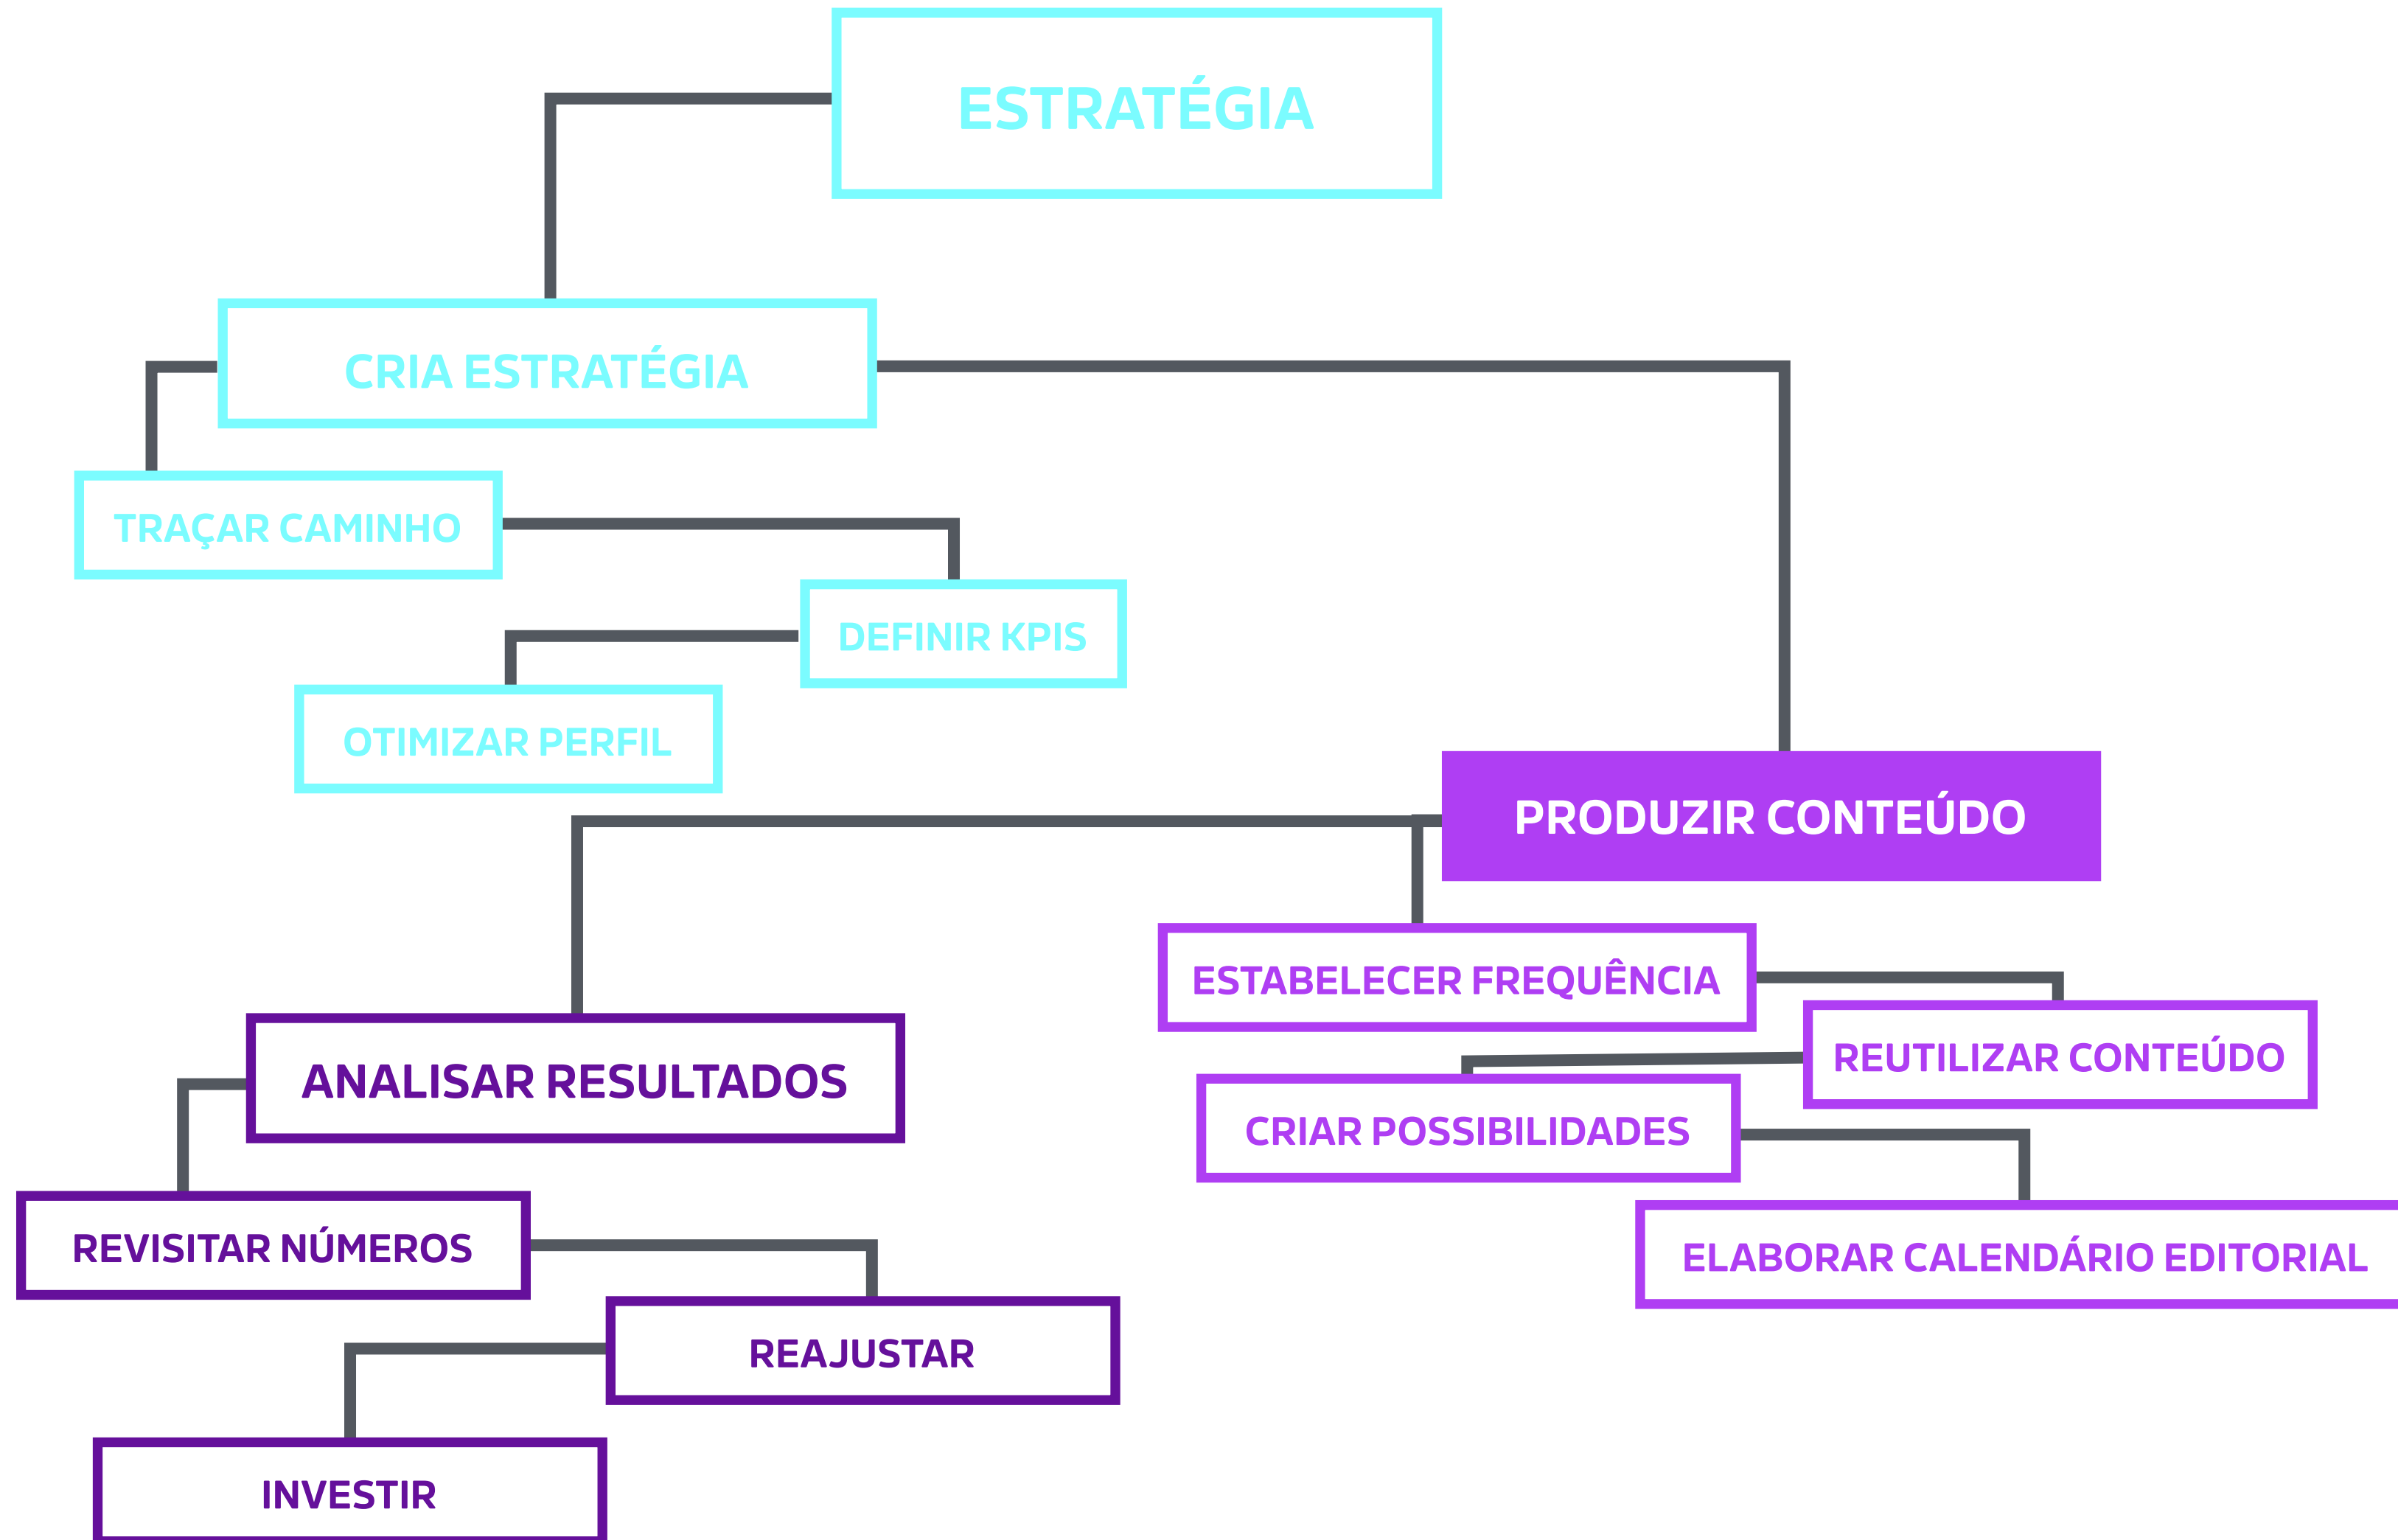 ESTRATÉGIA
CRIA ESTRATÉGIA
TRAÇAR CAMINHO
DEFINIR KPIS
OTIMIZAR PERFIL
PRODUZIR CONTEÚDO
ESTABELECER FREQUÊNCIA
REUTILIZAR CONTEÚDO
CRIAR POSSIBILIDADES
ELABORAR CALENDÁRIO EDITORIAL
ANALISAR RESULTADOS
REVISITAR NÚMEROS
REAJUSTAR
INVESTIR